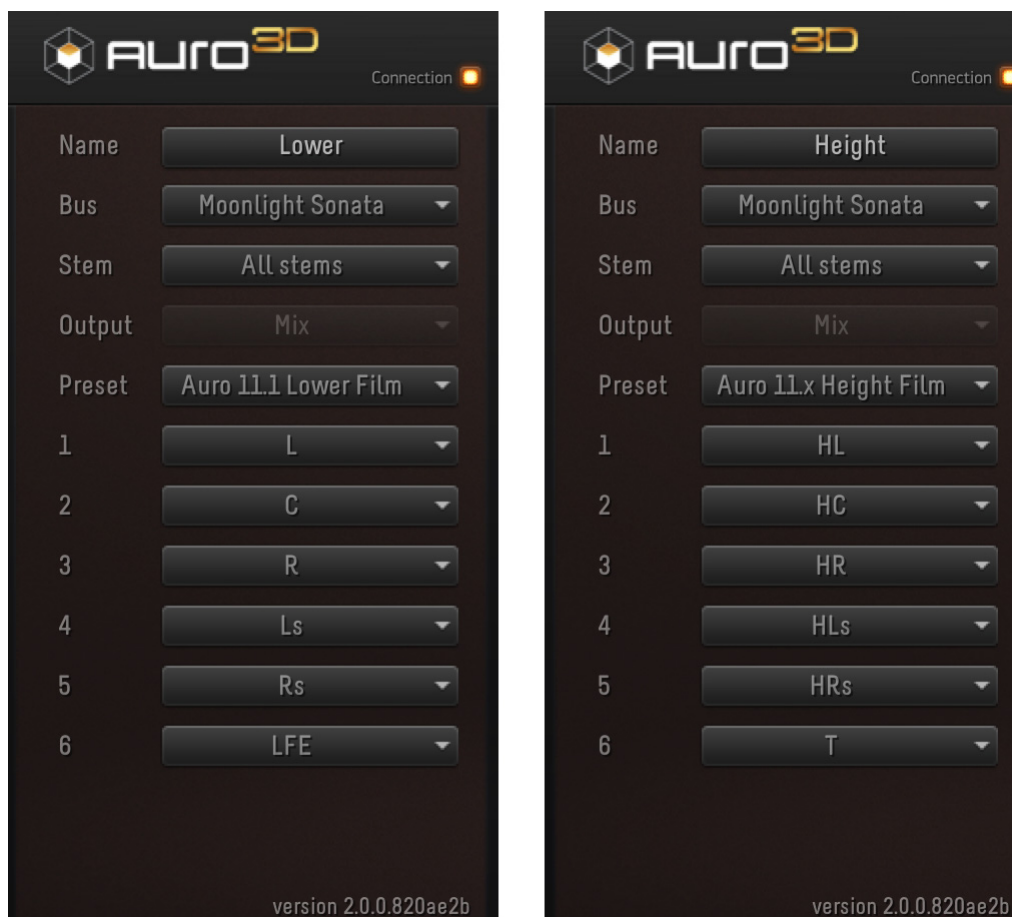 Auro3D
Connection
Name Lower
Bus Moonlight Sonata
Stem All stems
Output Mix
Preset Auro 11.1 Lower Film
1 L
2 C
3 R
4 Ls
5 Rs
6 LFE
version 2.0.0.820ae2b
Auro3D
Connection
Name Height
Bus Moonlight Sonata
Stem All stems
Output Mix
Preset Auro 11.x Height Film
1 HL
2 HC
3 HR
4 HLs
5 HRs
6 T
version 2.0.0.820ae2b